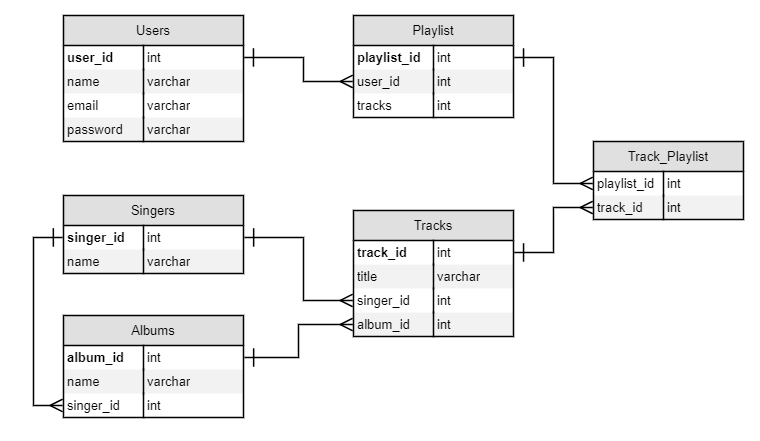 Users
user_id int
name varchar
email varchar
password varchar
Playlist
playlist_id int
user_id int
tracks int
Track_Playlist
playlist_id int
track_id int
Singers
singer_id int
name varchar
Tracks
track_id int
title varchar
singer_id int
album_id int
Albums
album_id int
name varchar
singer_id int